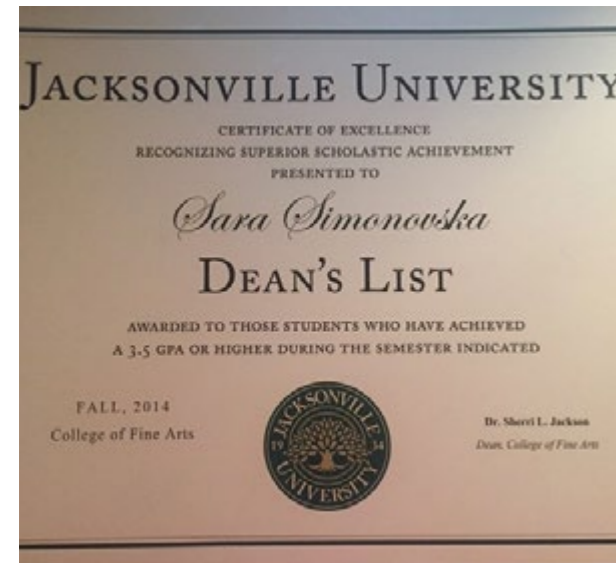 JACKSONVILLE UNIVERSITY
CERTIFICATE OF EXCELLENCE
RECOGNIZING SUPERIOR SCHOLASTIC ACHIEVEMENT
PRESENTED TO
Sara Simonovska
DEAN'S LIST
AWARDED TO THOSE STUDENTS WHO HAVE ACHIEVED
A 3.5 GPA OR HIGHER DURING THE SEMESTER INDICATED
FALL, 2014
College of Fine Arts
JACKSONVILLE
1934
UNIVERSITY
Dr. Sherri L. Jackson
Dean, College of Fine Arts